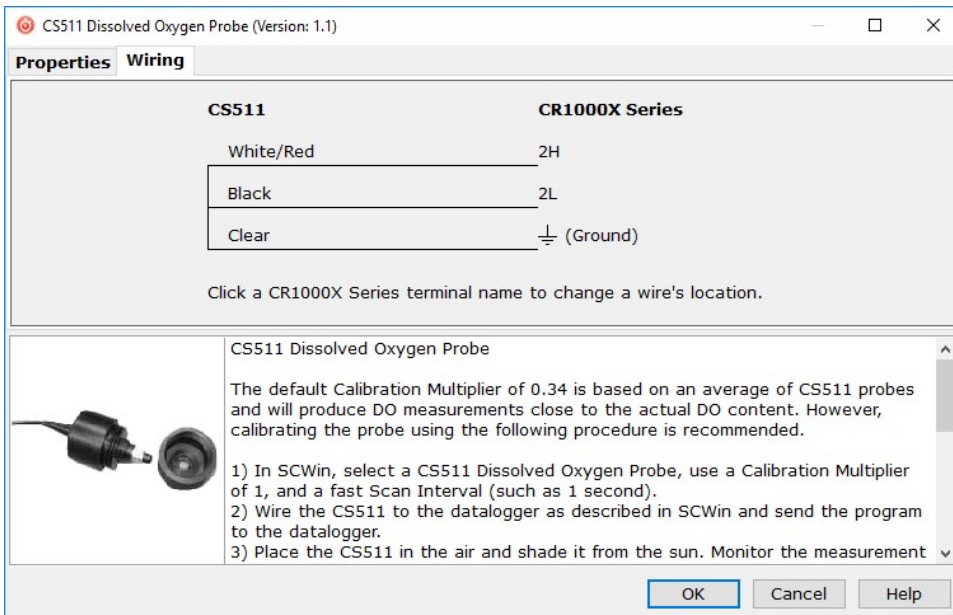 CS511 Dissolved Oxygen Probe (Version: 1.1)
Properties Wiring
CS511 CR1000X Series
White/Red 2H
Black 2L
Clear (Ground)
Click a CR1000X Series terminal name to change a wire's location.
CS511 Dissolved Oxygen Probe
The default Calibration Multiplier of 0.34 is based on an average of CS511 probes
and will produce DO measurements close to the actual DO content. However,
calibrating the probe using the following procedure is recommended.
1) In SCWin, select a CS511 Dissolved Oxygen Probe, use a Calibration Multiplier
of 1, and a fast Scan Interval (such as 1 second).
2) Wire the CS511 to the datalogger as described in SCWin and send the program
to the datalogger.
3) Place the CS511 in the air and shade it from the sun. Monitor the measurement
OK Cancel Help